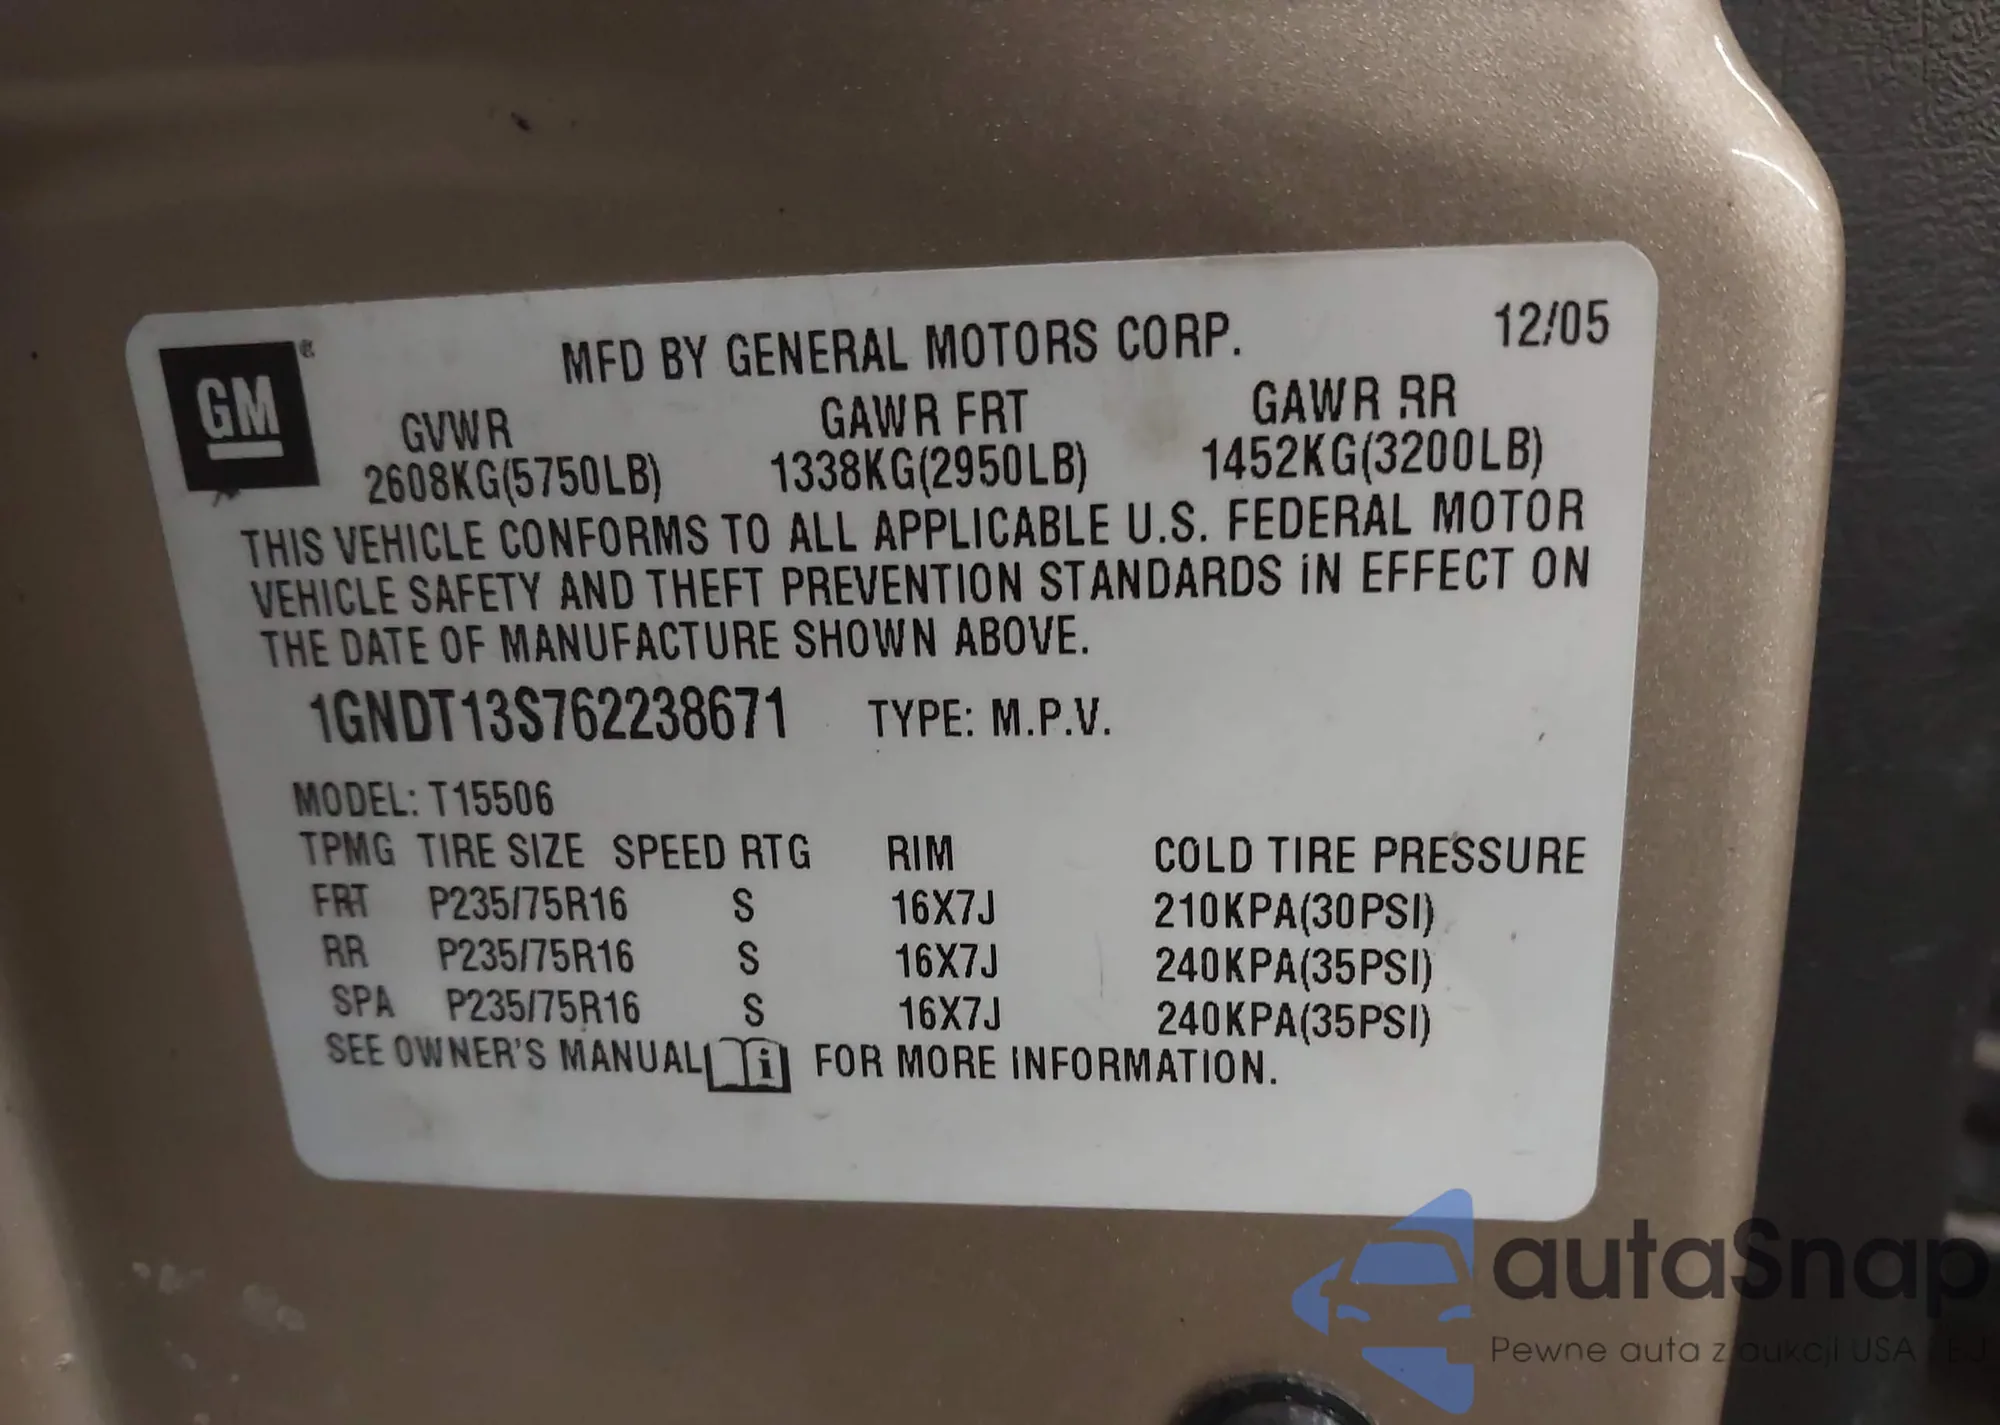 GM®
MFD BY GENERAL MOTORS CORP. 12/05
GVWR GAWR FRT GAWR RR
2608KG(5750LB) 1338KG(2950LB) 1452KG(3200LB)
THIS VEHICLE CONFORMS TO ALL APPLICABLE U.S. FEDERAL MOTOR
VEHICLE SAFETY AND THEFT PREVENTION STANDARDS IN EFFECT ON
THE DATE OF MANUFACTURE SHOWN ABOVE.
1GNDT13S762238671 TYPE: M.P.V.
MODEL: T15506
TPMG TIRE SIZE SPEED RTG RIM COLD TIRE PRESSURE
FRT P235/75R16 S 16X7J 210KPA(30PSI)
RR P235/75R16 S 16X7J 240KPA(35PSI)
SPA P235/75R16 S 16X7J 240KPA(35PSI)
SEE OWNER'S MANUAL i FOR MORE INFORMATION.
autaSnap
Pewne auta z aukcji USA